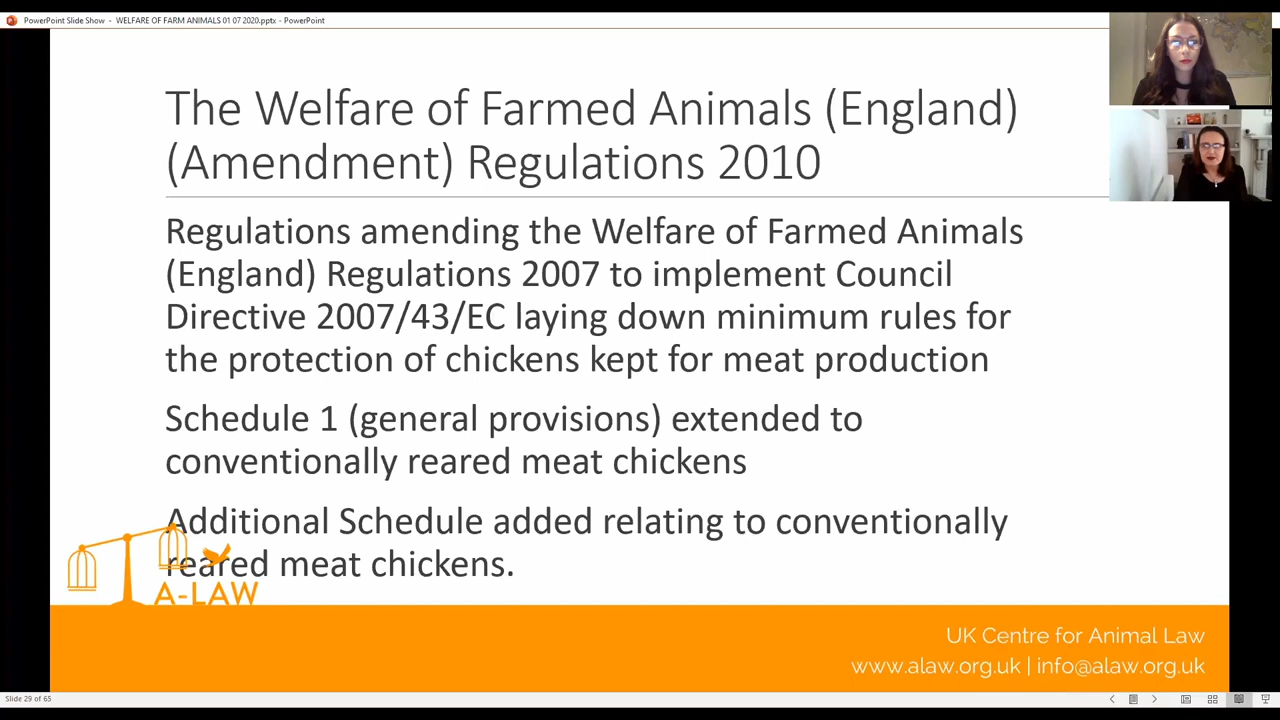 PowerPoint Slide Show - WELFARE OF FARM ANIMALS 01 07 2020.pptx - PowerPoint
The Welfare of Farmed Animals (England)
(Amendment) Regulations 2010
Regulations amending the Welfare of Farmed Animals
(England) Regulations 2007 to implement Council
Directive 2007/43/EC laying down minimum rules for
the protection of chickens kept for meat production
Schedule 1 (general provisions) extended to
conventionally reared meat chickens
Additional Schedule added relating to conventionally
reared meat chickens.
A-LAW
UK Centre for Animal Law
www.alaw.org.uk | info@alaw.org.uk
Slide 29 of 65